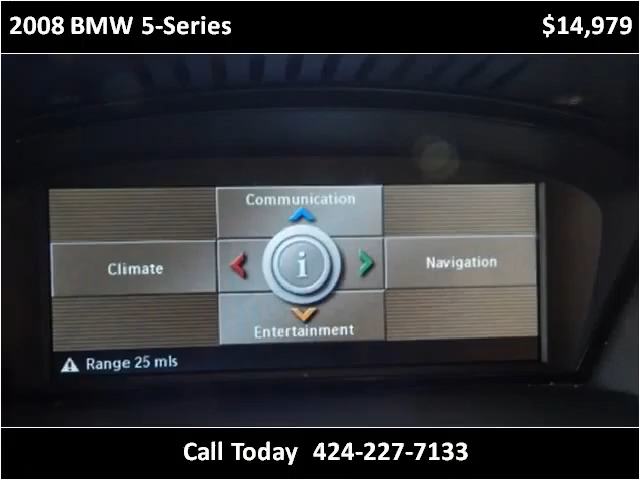 2008 BMW 5-Series $14,979
Communication
Climate
i
Navigation
Entertainment
Range 25 mls
Call Today 424-227-7133